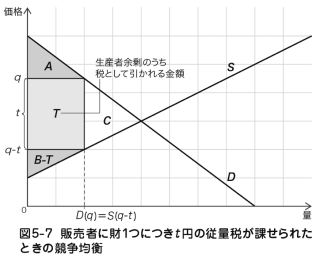 価格
A
生産者余剰のうち
税として引かれる金額
S
q
t
T
C
q-t
B-T
D
0
量
D(q)=S(q-t)
図5-7 販売者に財1つにつきt円の従量税が課せられた
ときの競争均衡